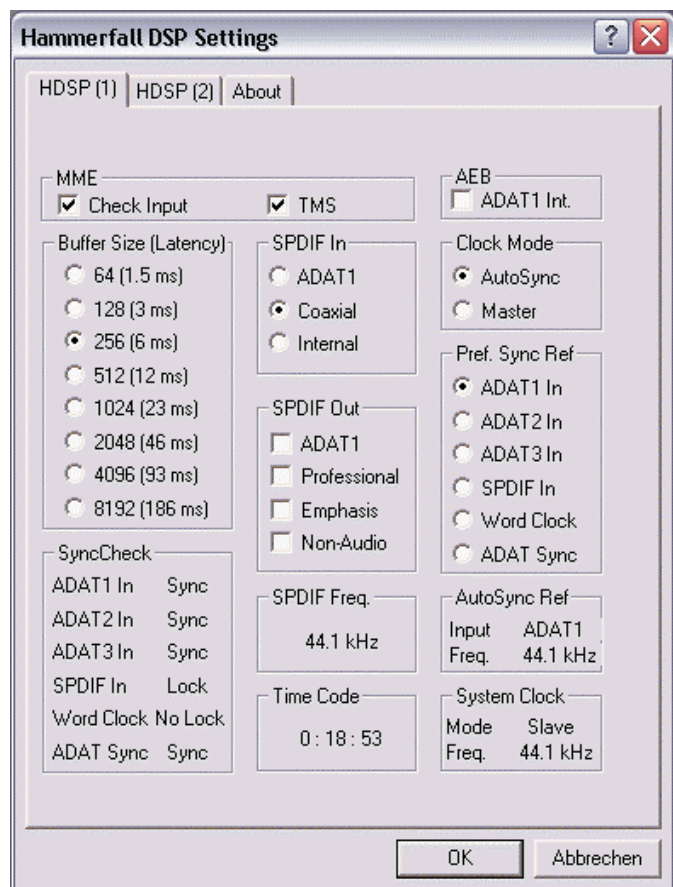 Hammerfall DSP Settings
HDSP (1) HDSP (2) About
MME
Check Input TMS
AEB
ADAT1 Int.
Buffer Size (Latency)
64 (1.5 ms)
128 (3 ms)
256 (6 ms)
512 (12 ms)
1024 (23 ms)
2048 (46 ms)
4096 (93 ms)
8192 (186 ms)
SPDIF In
ADAT1
Coaxial
Internal
Clock Mode
AutoSync
Master
SPDIF Out
ADAT1
Professional
Emphasis
Non-Audio
Pref. Sync Ref
ADAT1 In
ADAT2 In
ADAT3 In
SPDIF In
Word Clock
ADAT Sync
SyncCheck
ADAT1 In Sync
ADAT2 In Sync
ADAT3 In Sync
SPDIF In Lock
Word Clock No Lock
ADAT Sync Sync
SPDIF Freq.
44.1 kHz
AutoSync Ref
Input ADAT1
Freq. 44.1 kHz
Time Code
0 : 18 : 53
System Clock
Mode Slave
Freq. 44.1 kHz
OK Abbrechen